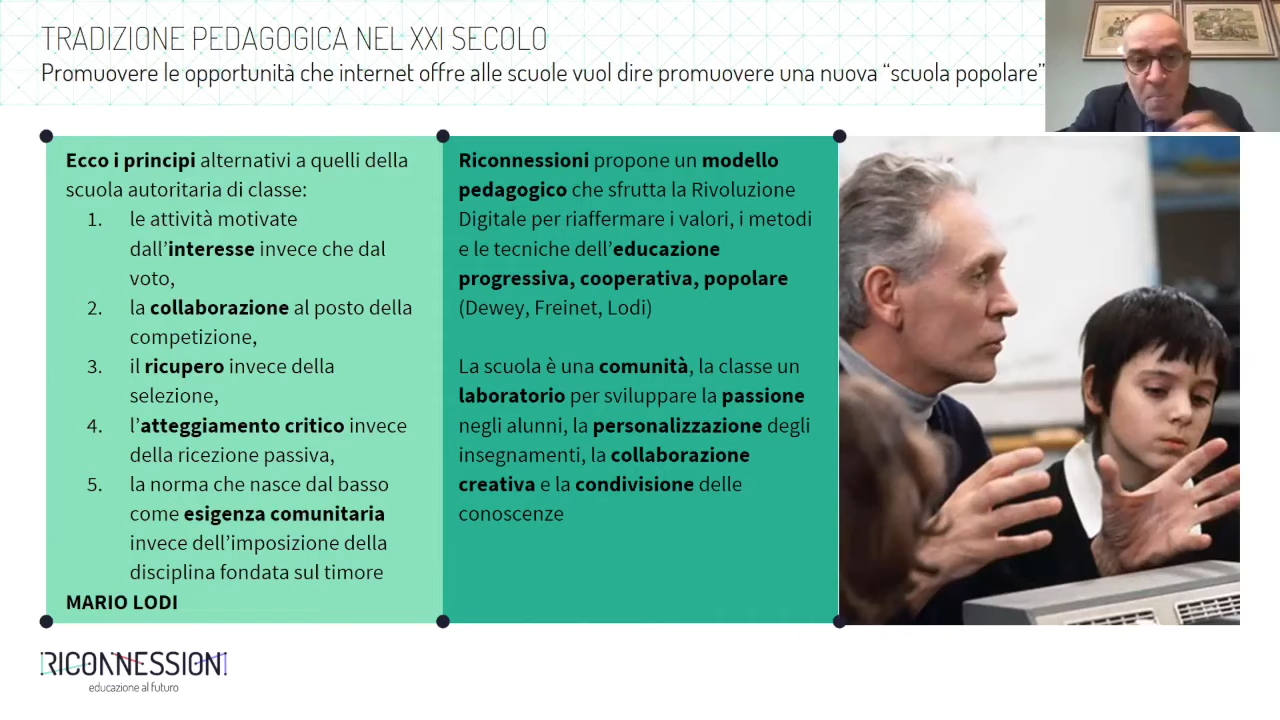 TRADIZIONE PEDAGOGICA NEL XXI SECOLO
Promuovere le opportunità che internet offre alle scuole vuol dire promuovere una nuova “scuola popolare”
Ecco i principi alternativi a quelli della
scuola autoritaria di classe:
1. le attività motivate
dall’interesse invece che dal
voto,
2. la collaborazione al posto della
competizione,
3. il ricupero invece della
selezione,
4. l’atteggiamento critico invece
della ricezione passiva,
5. la norma che nasce dal basso
come esigenza comunitaria
invece dell’imposizione della
disciplina fondata sul timore
MARIO LODI
Riconnessioni propone un modello
pedagogico che sfrutta la Rivoluzione
Digitale per riaffermare i valori, i metodi
e le tecniche dell’educazione
progressiva, cooperativa, popolare
(Dewey, Freinet, Lodi)
La scuola è una comunità, la classe un
laboratorio per sviluppare la passione
negli alunni, la personalizzazione degli
insegnamenti, la collaborazione
creativa e la condivisione delle
conoscenze
RICONNESSIONI
educazione al futuro